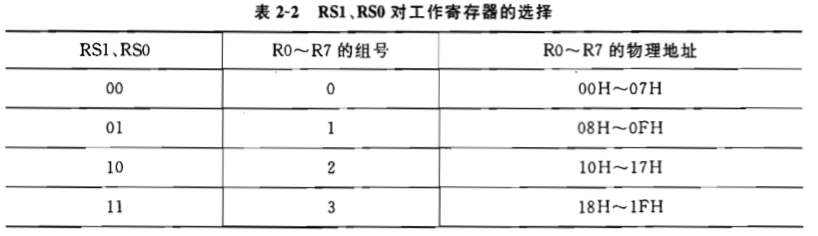 表 2-2 RS1、RS0 对工作寄存器的选择
RS1、RS0 R0～R7 的组号 R0～R7 的物理地址
00 0 00H～07H
01 1 08H～0FH
10 2 10H～17H
11 3 18H～1FH